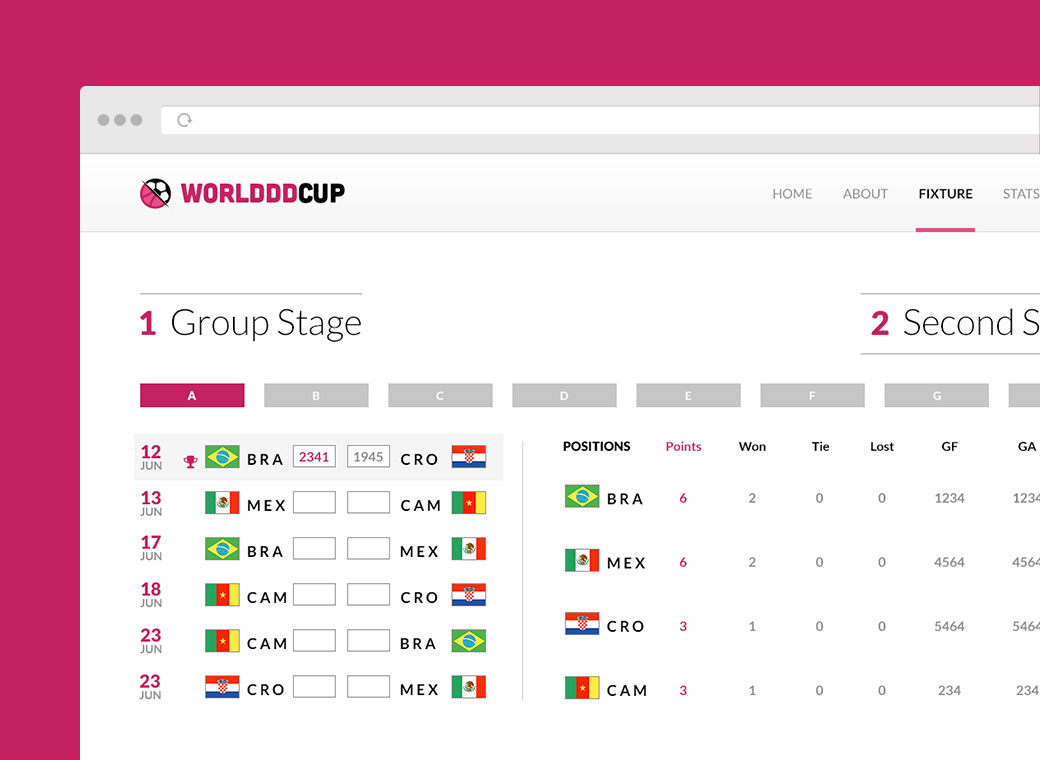 WORLDDDCUP
HOME ABOUT FIXTURE STATS
1 Group Stage
2 Second S
A B C D E F G
12 JUN BRA 2341 1945 CRO
13 JUN MEX CAM
17 JUN BRA MEX
18 JUN CAM CRO
23 JUN CAM BRA
23 JUN CRO MEX
POSITIONS Points Won Tie Lost GF GA
BRA 6 2 0 0 1234 1234
MEX 6 2 0 0 4564 4564
CRO 3 1 0 0 5464 5464
CAM 3 1 0 0 234 234